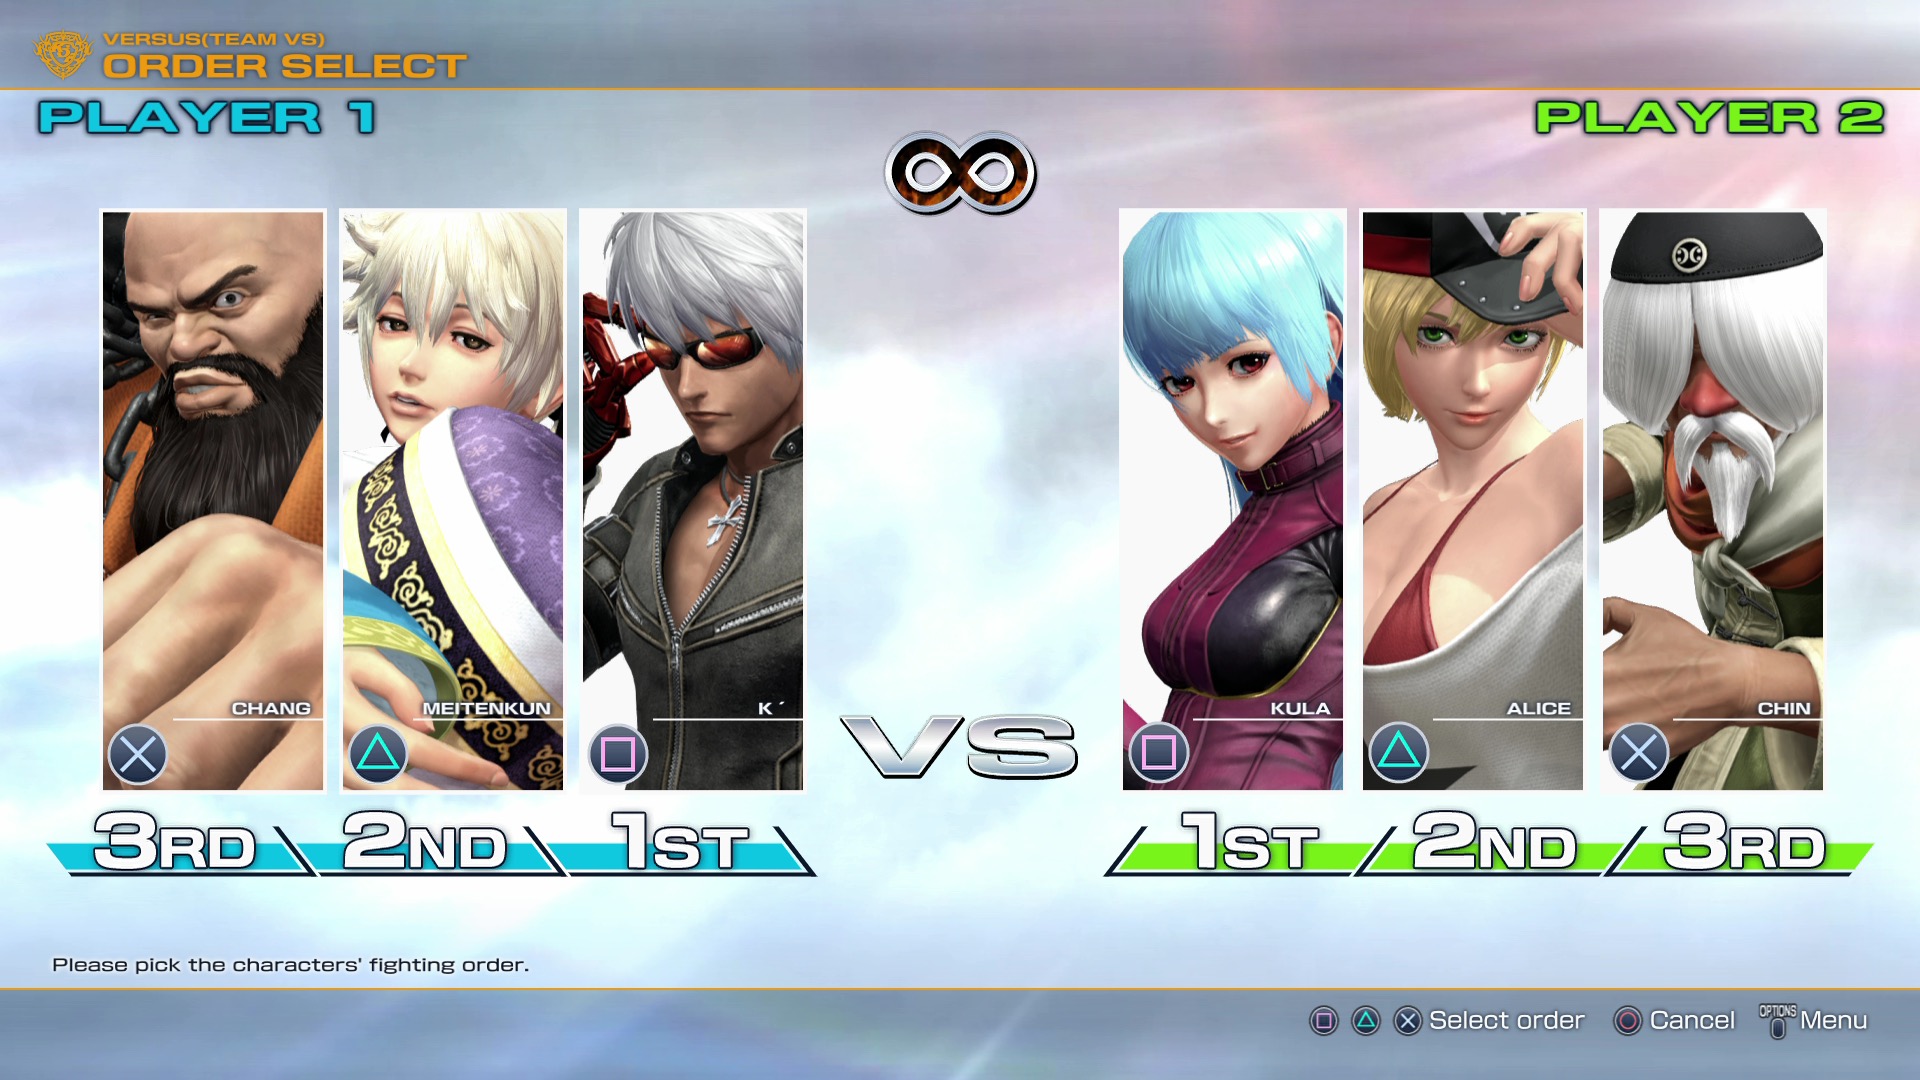 VERSUS(TEAM VS)
ORDER SELECT
PLAYER 1
PLAYER 2
CHANG
MEITENKUN
K´
KULA
ALICE
CHIN
VS
3RD
2ND
1ST
1ST
2ND
3RD
Please pick the characters' fighting order.
Select order
Cancel
OPTIONS
Menu